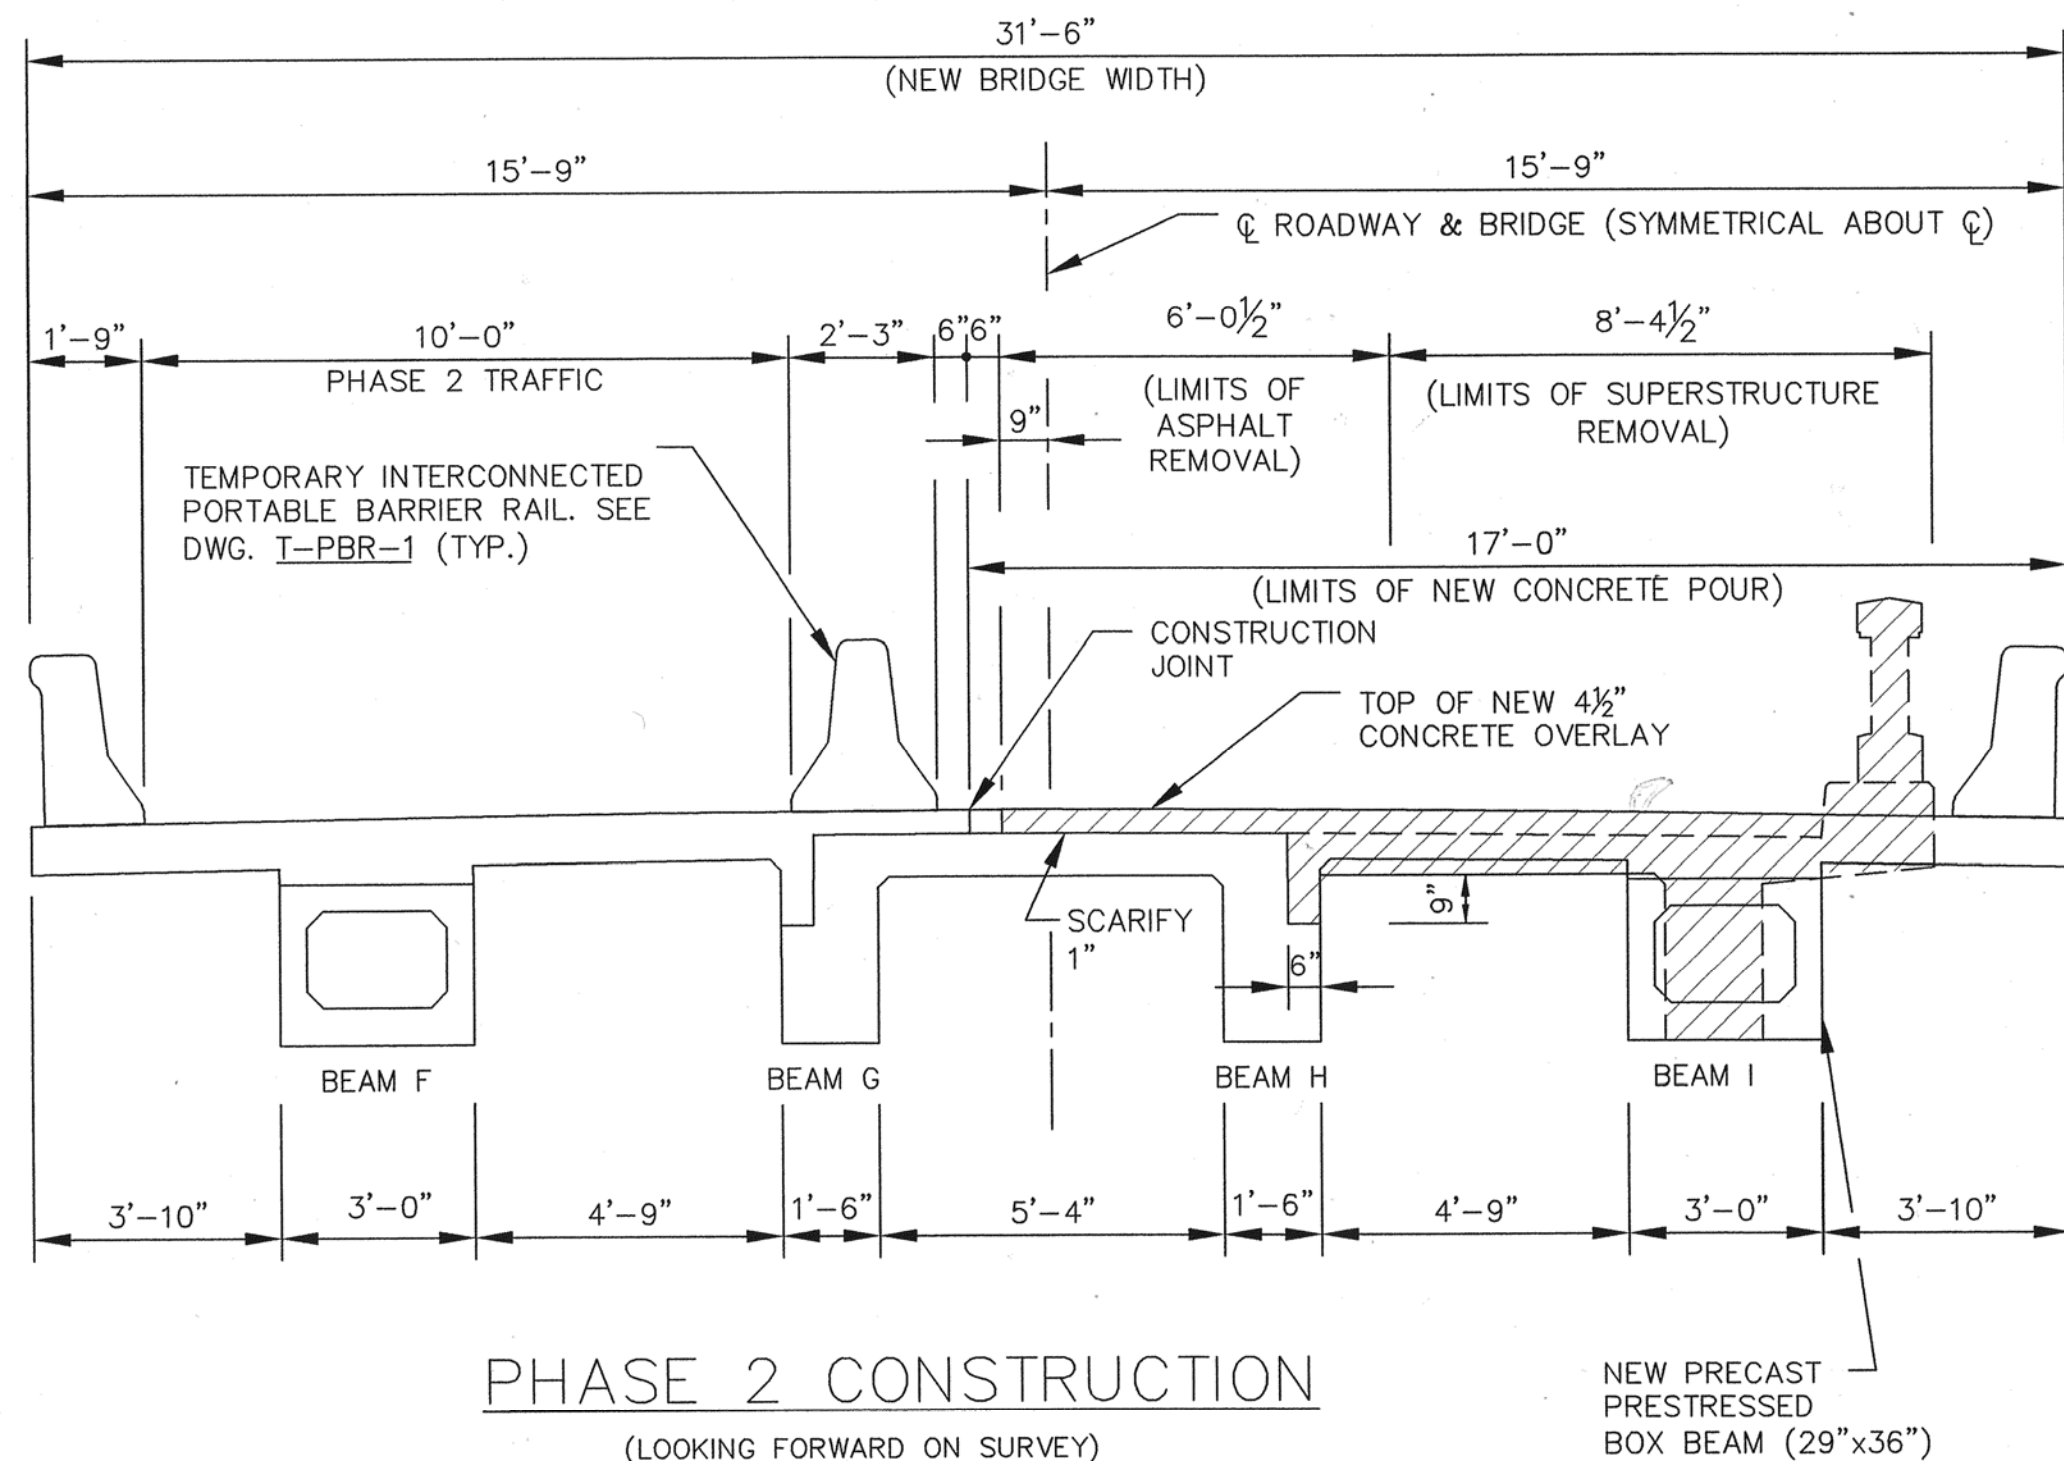 31'-6"
(NEW BRIDGE WIDTH)
15'-9"
15'-9"
℄ ROADWAY & BRIDGE (SYMMETRICAL ABOUT ℄)
1'-9"
10'-0"
PHASE 2 TRAFFIC
2'-3"
6"
6"
6'-0½"
(LIMITS OF
ASPHALT
REMOVAL)
8'-4½"
(LIMITS OF SUPERSTRUCTURE
REMOVAL)
9"
TEMPORARY INTERCONNECTED
PORTABLE BARRIER RAIL. SEE
DWG. T-PBR-1 (TYP.)
17'-0"
(LIMITS OF NEW CONCRETE POUR)
CONSTRUCTION
JOINT
TOP OF NEW 4½"
CONCRETE OVERLAY
SCARIFY
1"
9"
6"
BEAM F
BEAM G
BEAM H
BEAM I
3'-10"
3'-0"
4'-9"
1'-6"
5'-4"
1'-6"
4'-9"
3'-0"
3'-10"
PHASE 2 CONSTRUCTION
(LOOKING FORWARD ON SURVEY)
NEW PRECAST
PRESTRESSED
BOX BEAM (29"x36")